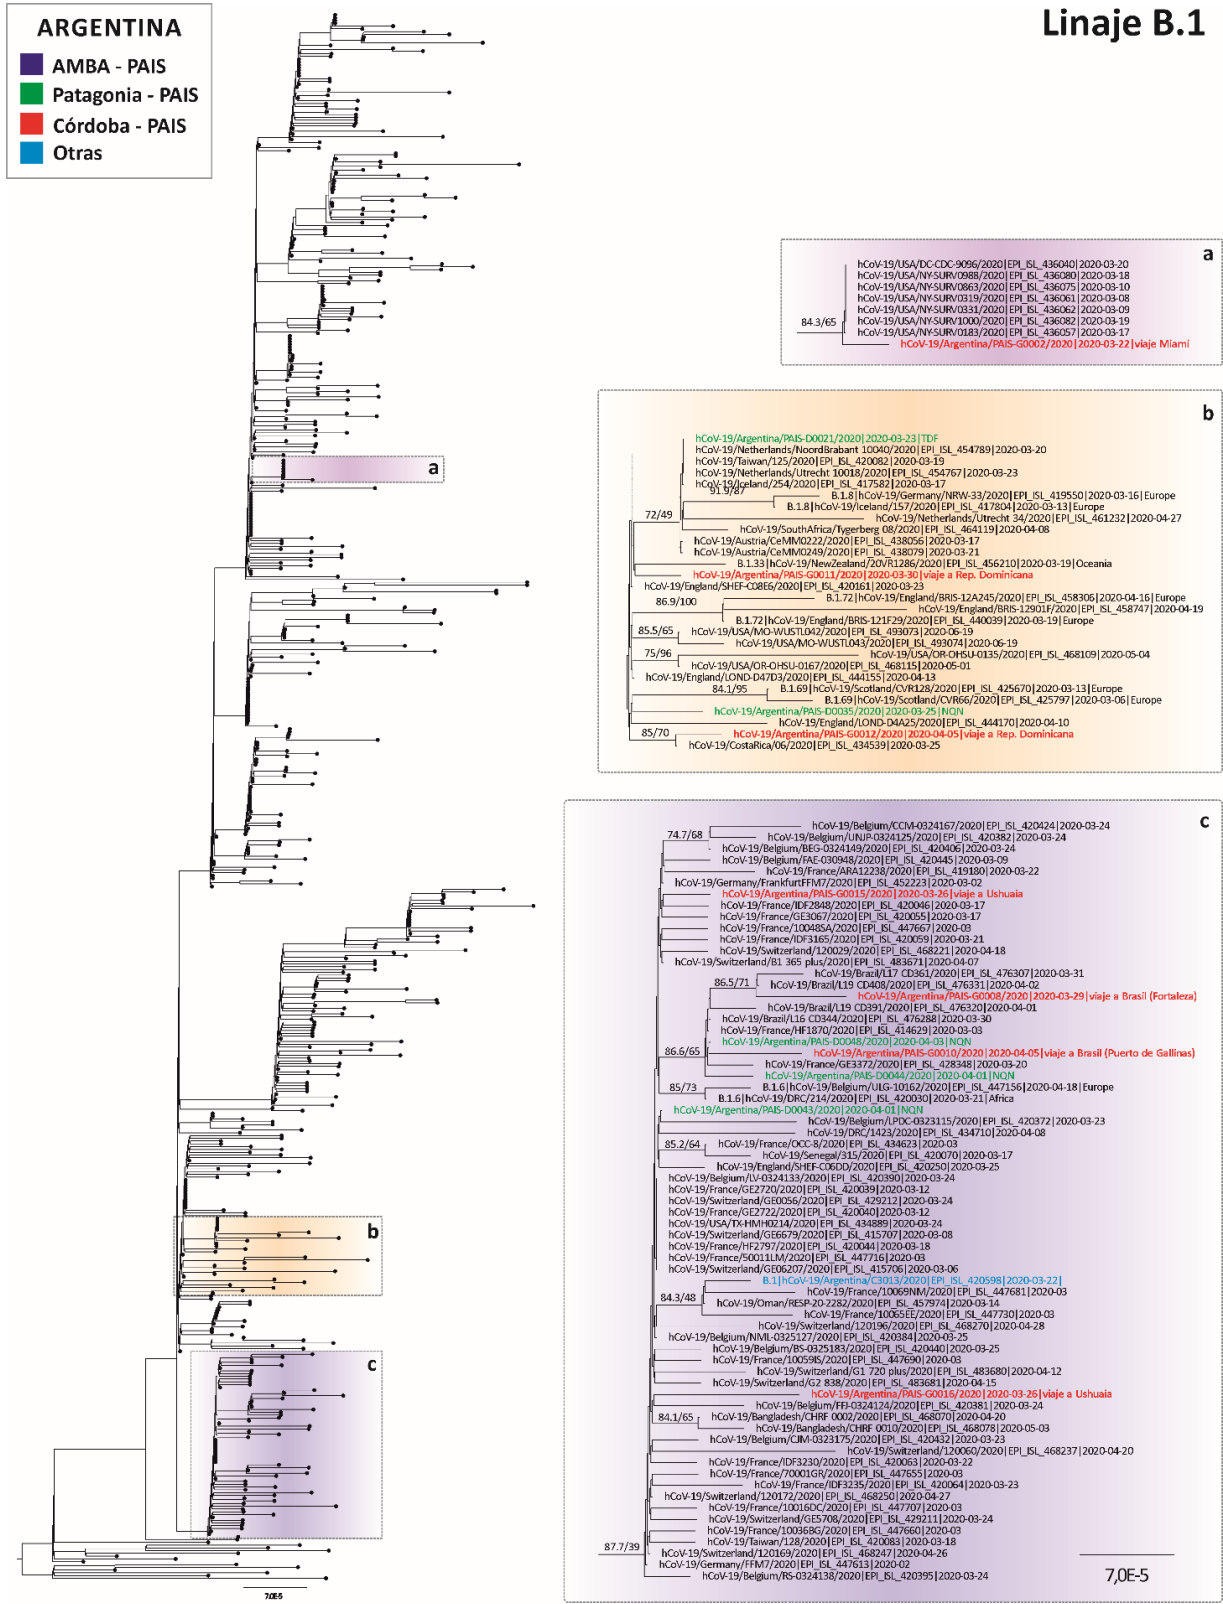 Linaje B.1
ARGENTINA
AMBA - PAIS
Patagonia - PAIS
Córdoba - PAIS
Otras
a
b
c
7,0E-5
a
hCoV-19/USA/DC-CDC-9096/2020|EPI_ISL_436040|2020-03-20
hCoV-19/USA/NY-SURV0988/2020|EPI_ISL_436080|2020-03-18
hCoV-19/USA/NY-SURV0863/2020|EPI_ISL_436075|2020-03-10
hCoV-19/USA/NY-SURV0319/2020|EPI_ISL_436061|2020-03-08
hCoV-19/USA/NY-SURV0331/2020|EPI_ISL_436062|2020-03-09
hCoV-19/USA/NY-SURV1000/2020|EPI_ISL_436082|2020-03-19
hCoV-19/USA/NY-SURV0183/2020|EPI_ISL_436057|2020-03-17
84.3/65
hCoV-19/Argentina/PAIS-G0002/2020|2020-03-22|viaje Miami
b
hCoV-19/Argentina/PAIS-D0021/2020|2020-03-23|TDF
hCoV-19/Netherlands/NoordBrabant 10040/2020|EPI_ISL_454789|2020-03-20
hCoV-19/Taiwan/125/2020|EPI_ISL_420082|2020-03-19
hCoV-19/Netherlands/Utrecht 10018/2020|EPI_ISL_454767|2020-03-23
hCoV-19/Iceland/254/2020|EPI_ISL_417582|2020-03-17
91.9/87
B.1.8|hCoV-19/Germany/NRW-33/2020|EPI_ISL_419550|2020-03-16|Europe
B.1.8|hCoV-19/Iceland/157/2020|EPI_ISL_417804|2020-03-13|Europe
72/49
hCoV-19/Netherlands/Utrecht 34/2020|EPI_ISL_461232|2020-04-27
hCoV-19/SouthAfrica/Tygerberg 08/2020|EPI_ISL_464119|2020-04-08
hCoV-19/Austria/CeMM0222/2020|EPI_ISL_438056|2020-03-17
hCoV-19/Austria/CeMM0249/2020|EPI_ISL_438079|2020-03-21
B.1.33|hCoV-19/NewZealand/20VR1286/2020|EPI_ISL_456210|2020-03-19|Oceania
hCoV-19/Argentina/PAIS-G0011/2020|2020-03-30|viaje a Rep. Dominicana
hCoV-19/England/SHEF-C08E6/2020|EPI_ISL_420161|2020-03-23
86.9/100
B.1.72|hCoV-19/England/BRIS-12A245/2020|EPI_ISL_458306|2020-04-16|Europe
hCoV-19/England/BRIS-12901F/2020|EPI_ISL_458747|2020-04-19
B.1.72|hCoV-19/England/BRIS-121F29/2020|EPI_ISL_440039|2020-03-19|Europe
85.5/65
hCoV-19/USA/MO-WUSTL042/2020|EPI_ISL_493073|2020-06-19
hCoV-19/USA/MO-WUSTL043/2020|EPI_ISL_493074|2020-06-19
75/96
hCoV-19/USA/OR-OHSU-0135/2020|EPI_ISL_468109|2020-05-04
hCoV-19/USA/OR-OHSU-0167/2020|EPI_ISL_468115|2020-05-01
hCoV-19/England/LOND-D47D3/2020|EPI_ISL_444155|2020-04-13
84.1/95
B.1.69|hCoV-19/Scotland/CVR128/2020|EPI_ISL_425670|2020-03-13|Europe
B.1.69|hCoV-19/Scotland/CVR66/2020|EPI_ISL_425797|2020-03-06|Europe
hCoV-19/Argentina/PAIS-D0035/2020|2020-03-25|NQN
hCoV-19/England/LOND-D4A25/2020|EPI_ISL_444170|2020-04-10
85/70
hCoV-19/Argentina/PAIS-G0012/2020|2020-04-05|viaje a Rep. Dominicana
hCoV-19/CostaRica/06/2020|EPI_ISL_434539|2020-03-25
c
hCoV-19/Belgium/CCM-0324167/2020|EPI_ISL_420424|2020-03-24
74.7/68
hCoV-19/Belgium/UNJP-0324125/2020|EPI_ISL_420382|2020-03-24
hCoV-19/Belgium/BEG-0324149/2020|EPI_ISL_420406|2020-03-24
hCoV-19/Belgium/FAE-030948/2020|EPI_ISL_420445|2020-03-09
hCoV-19/France/ARA12238/2020|EPI_ISL_419180|2020-03-22
hCoV-19/Germany/FrankfurtFFM7/2020|EPI_ISL_452223|2020-03-02
hCoV-19/Argentina/PAIS-G0015/2020|2020-03-26|viaje a Ushuaia
hCoV-19/France/IDF2848/2020|EPI_ISL_420046|2020-03-17
hCoV-19/France/GE3067/2020|EPI_ISL_420055|2020-03-17
hCoV-19/France/10048SA/2020|EPI_ISL_447667|2020-03
hCoV-19/France/IDF3165/2020|EPI_ISL_420059|2020-03-21
hCoV-19/Switzerland/120029/2020|EPI_ISL_468221|2020-04-18
hCoV-19/Switzerland/B1 365 plus/2020|EPI_ISL_483671|2020-04-07
hCoV-19/Brazil/L17 CD361/2020|EPI_ISL_476307|2020-03-31
86.5/71
hCoV-19/Brazil/L19 CD408/2020|EPI_ISL_476331|2020-04-02
hCoV-19/Argentina/PAIS-G0008/2020|2020-03-29|viaje a Brasil (Fortaleza)
hCoV-19/Brazil/L19 CD391/2020|EPI_ISL_476320|2020-04-01
hCoV-19/Brazil/L16 CD344/2020|EPI_ISL_476288|2020-03-30
hCoV-19/France/HF1870/2020|EPI_ISL_414629|2020-03-03
hCoV-19/Argentina/PAIS-D0048/2020|2020-04-03|NQN
86.6/65
hCoV-19/Argentina/PAIS-G0010/2020|2020-04-05|viaje a Brasil (Puerto de Gallinas)
hCoV-19/France/GE3372/2020|EPI_ISL_428348|2020-03-20
hCoV-19/Argentina/PAIS-D0044/2020|2020-04-01|NQN
85/73
B.1.6|hCoV-19/Belgium/ULG-10162/2020|EPI_ISL_447156|2020-04-18|Europe
B.1.6|hCoV-19/DRC/214/2020|EPI_ISL_420030|2020-03-21|Africa
hCoV-19/Argentina/PAIS-D0043/2020|2020-04-01|NQN
hCoV-19/Belgium/LPDC-0323115/2020|EPI_ISL_420372|2020-03-23
hCoV-19/DRC/1423/2020|EPI_ISL_434710|2020-04-08
85.2/64
hCoV-19/France/OCC-8/2020|EPI_ISL_434623|2020-03
hCoV-19/Senegal/315/2020|EPI_ISL_420070|2020-03-17
hCoV-19/England/SHEF-C06DD/2020|EPI_ISL_420250|2020-03-25
hCoV-19/Belgium/LV-0324133/2020|EPI_ISL_420390|2020-03-24
hCoV-19/France/GE2720/2020|EPI_ISL_420039|2020-03-12
hCoV-19/Switzerland/GE0056/2020|EPI_ISL_429212|2020-03-24
hCoV-19/France/GE2722/2020|EPI_ISL_420040|2020-03-12
hCoV-19/USA/TX-HMH0214/2020|EPI_ISL_434889|2020-03-24
hCoV-19/Switzerland/GE6679/2020|EPI_ISL_415707|2020-03-08
hCoV-19/France/HF2797/2020|EPI_ISL_420044|2020-03-18
hCoV-19/France/50011LM/2020|EPI_ISL_447716|2020-03
hCoV-19/Switzerland/GE06207/2020|EPI_ISL_415706|2020-03-06
B.1|hCoV-19/Argentina/C3013/2020|EPI_ISL_420598|2020-03-22|
84.3/48
hCoV-19/France/10069NM/2020|EPI_ISL_447681|2020-03
hCoV-19/Oman/RESP-20-2282/2020|EPI_ISL_457974|2020-03-14
hCoV-19/France/10065EE/2020|EPI_ISL_447730|2020-03
hCoV-19/Switzerland/120196/2020|EPI_ISL_468270|2020-04-28
hCoV-19/Belgium/NML-0325127/2020|EPI_ISL_420384|2020-03-25
hCoV-19/Belgium/BS-0325183/2020|EPI_ISL_420440|2020-03-25
hCoV-19/France/10059IS/2020|EPI_ISL_447690|2020-03
hCoV-19/Switzerland/G1 720 plus/2020|EPI_ISL_483680|2020-04-12
hCoV-19/Switzerland/G2 838/2020|EPI_ISL_483681|2020-04-15
hCoV-19/Argentina/PAIS-G0016/2020|2020-03-26|viaje a Ushuaia
hCoV-19/Belgium/FFJ-0324124/2020|EPI_ISL_420381|2020-03-24
84.1/65
hCoV-19/Bangladesh/CHRF 0002/2020|EPI_ISL_468070|2020-04-20
hCoV-19/Bangladesh/CHRF 0010/2020|EPI_ISL_468078|2020-05-03
hCoV-19/Belgium/CJM-0323175/2020|EPI_ISL_420432|2020-03-23
hCoV-19/Switzerland/120060/2020|EPI_ISL_468237|2020-04-20
hCoV-19/France/IDF3230/2020|EPI_ISL_420063|2020-03-22
hCoV-19/France/70001GR/2020|EPI_ISL_447655|2020-03
hCoV-19/France/IDF3235/2020|EPI_ISL_420064|2020-03-23
hCoV-19/Switzerland/120172/2020|EPI_ISL_468250|2020-04-27
hCoV-19/France/10016DC/2020|EPI_ISL_447707|2020-03
hCoV-19/Switzerland/GE5708/2020|EPI_ISL_429211|2020-03-24
hCoV-19/France/10036BG/2020|EPI_ISL_447660|2020-03
hCoV-19/Taiwan/128/2020|EPI_ISL_420083|2020-03-18
87.7/39
hCoV-19/Switzerland/120169/2020|EPI_ISL_468247|2020-04-26
hCoV-19/Germany/FFM7/2020|EPI_ISL_447613|2020-02
hCoV-19/Belgium/RS-0324138/2020|EPI_ISL_420395|2020-03-24
7,0E-5